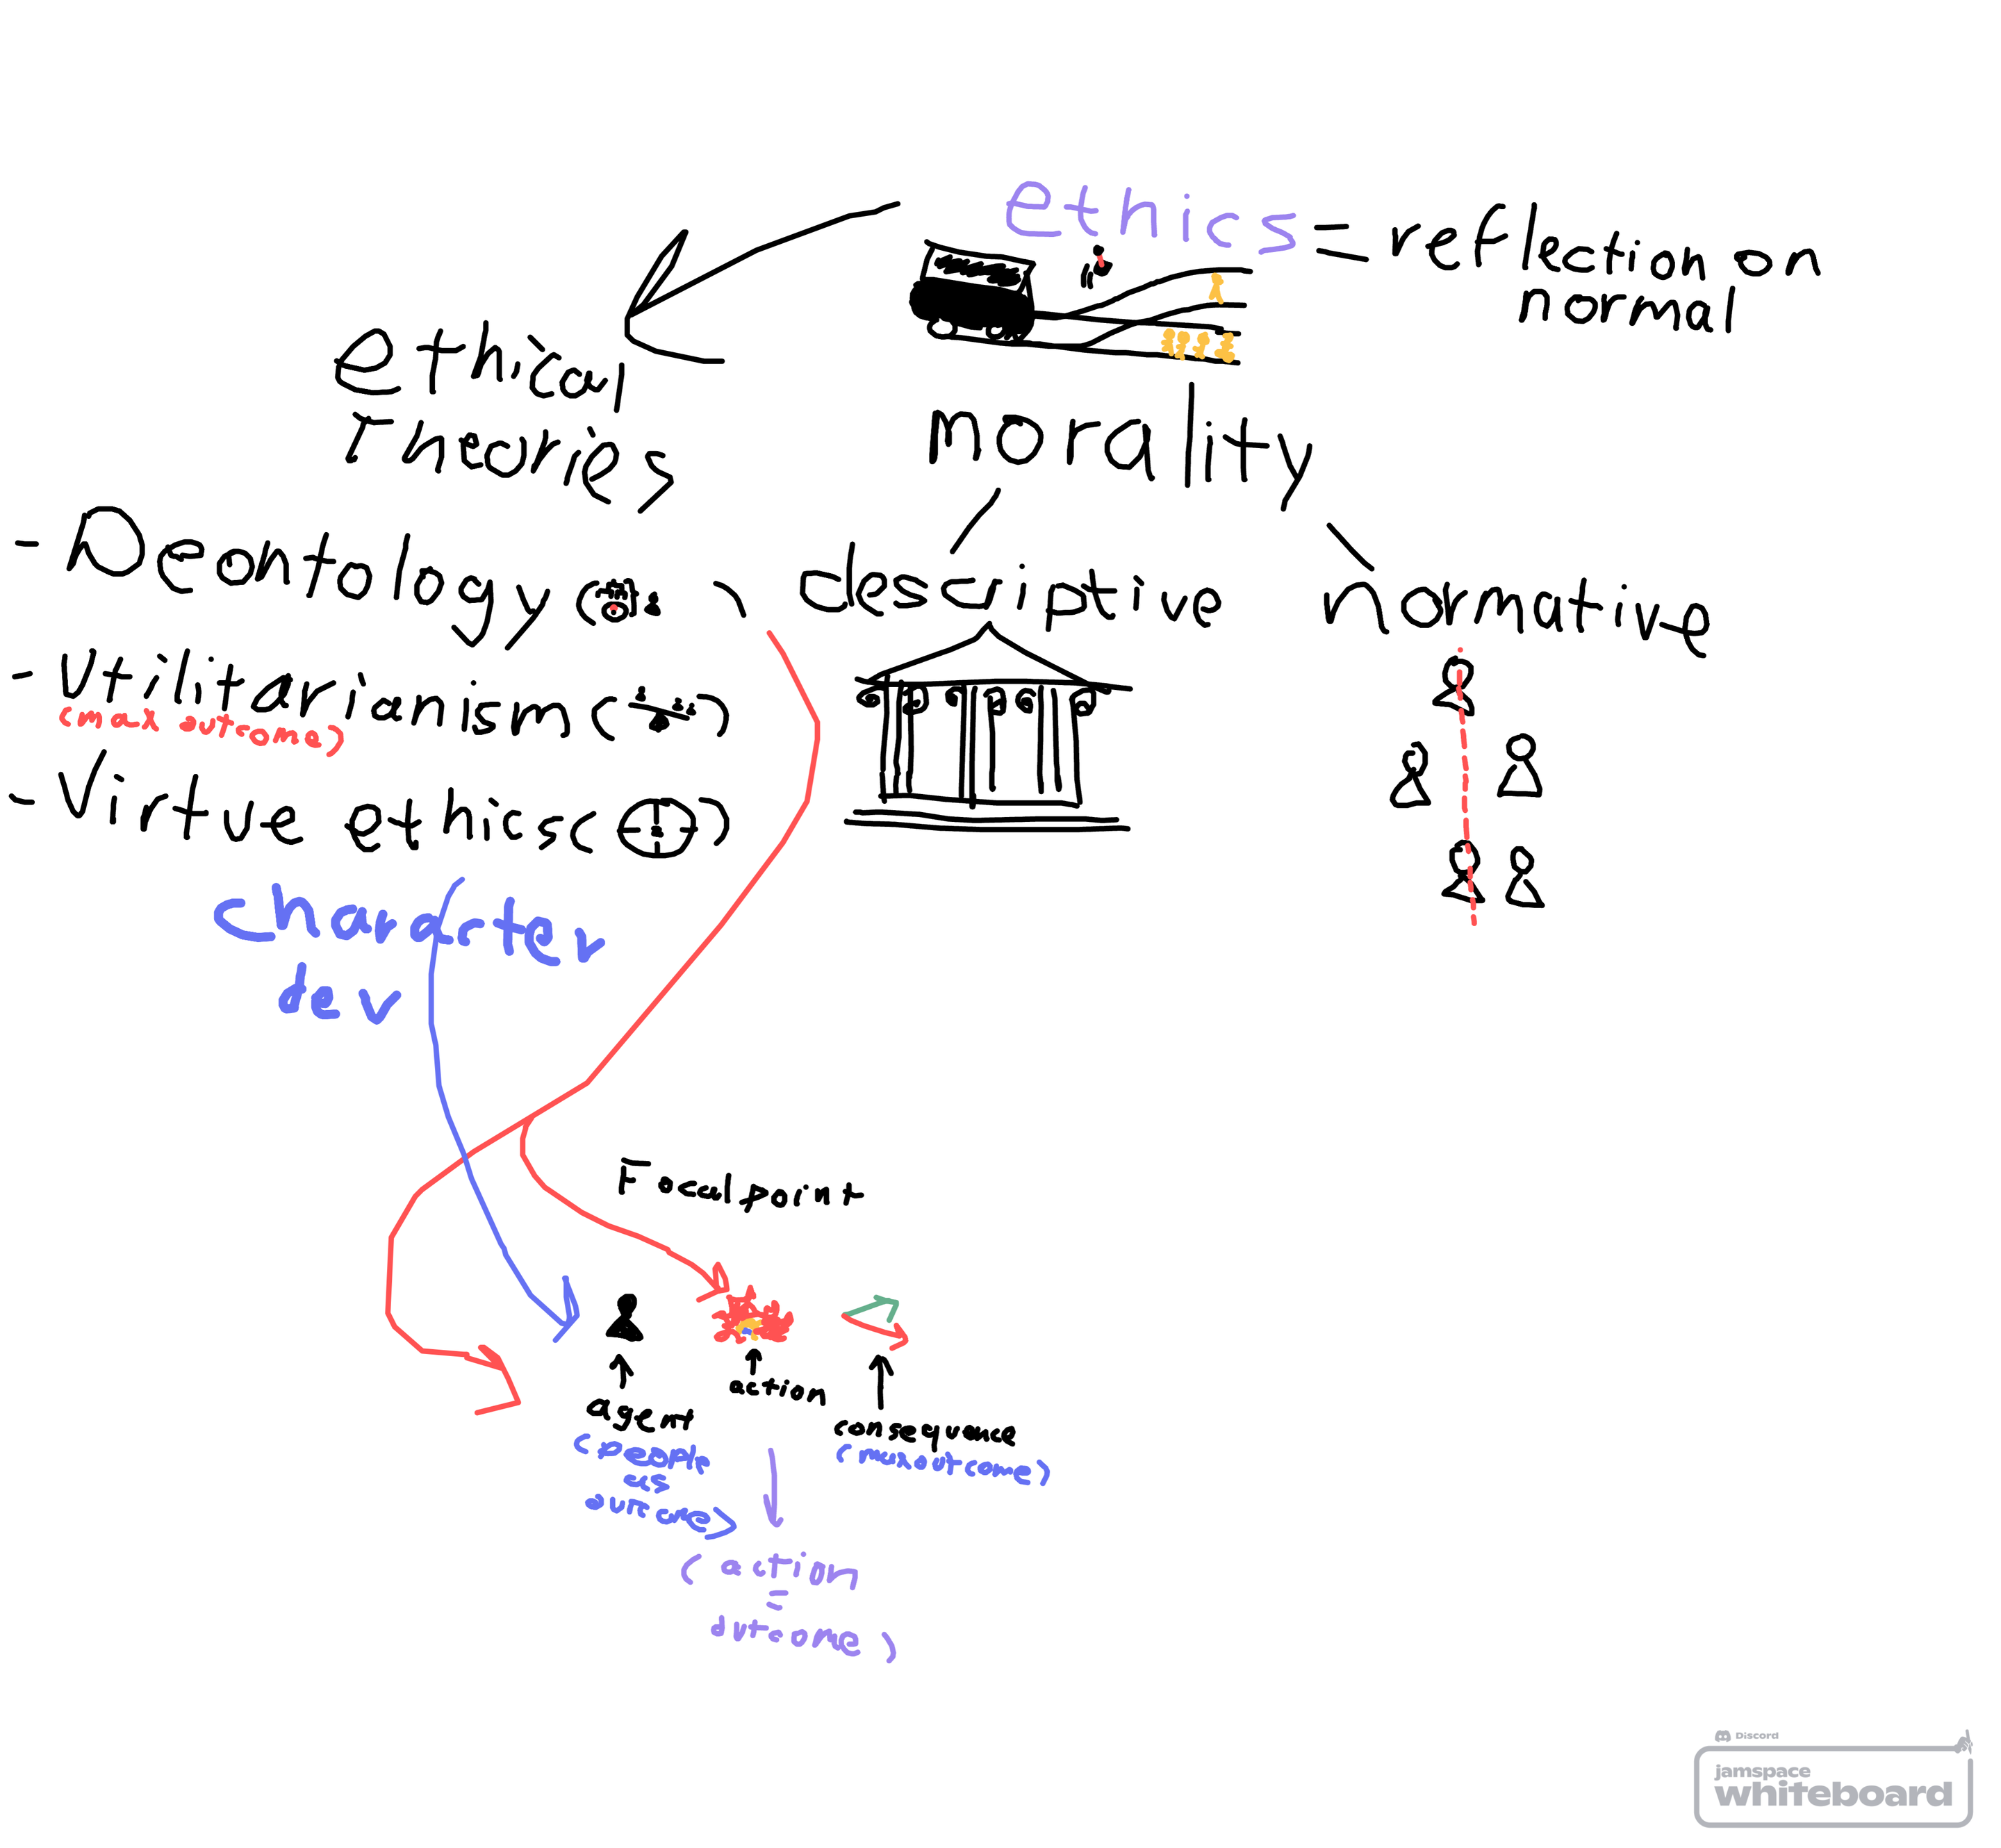 ethics = reflection on
normal
ethical
Theories
morality
- Deontology
descriptive
normative
- Utilitarianism
(max outcome)
- Virtue ethics
character
dev
Focal point
action
agent
consequence
(max outcome)
(people
as
outcome)
(action
=
outcome)
Discord
jamspace
whiteboard